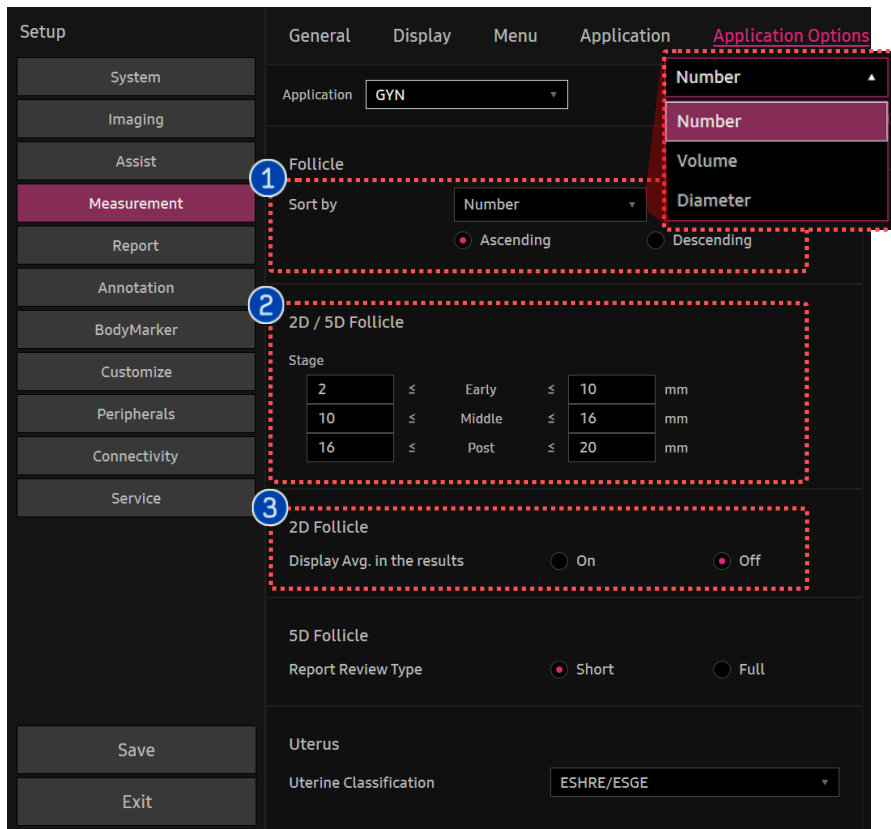 Setup
General Display Menu Application Application Options
System
Imaging
Assist
Measurement
Report
Annotation
BodyMarker
Customize
Peripherals
Connectivity
Service
Save
Exit
Application GYN
Number
Number
Volume
Diameter
1
Follicle
Sort by Number
Ascending Descending
2
2D / 5D Follicle
Stage
2 ≤ Early ≤ 10 mm
10 ≤ Middle ≤ 16 mm
16 ≤ Post ≤ 20 mm
3
2D Follicle
Display Avg. in the results On Off
5D Follicle
Report Review Type Short Full
Uterus
Uterine Classification ESHRE/ESGE